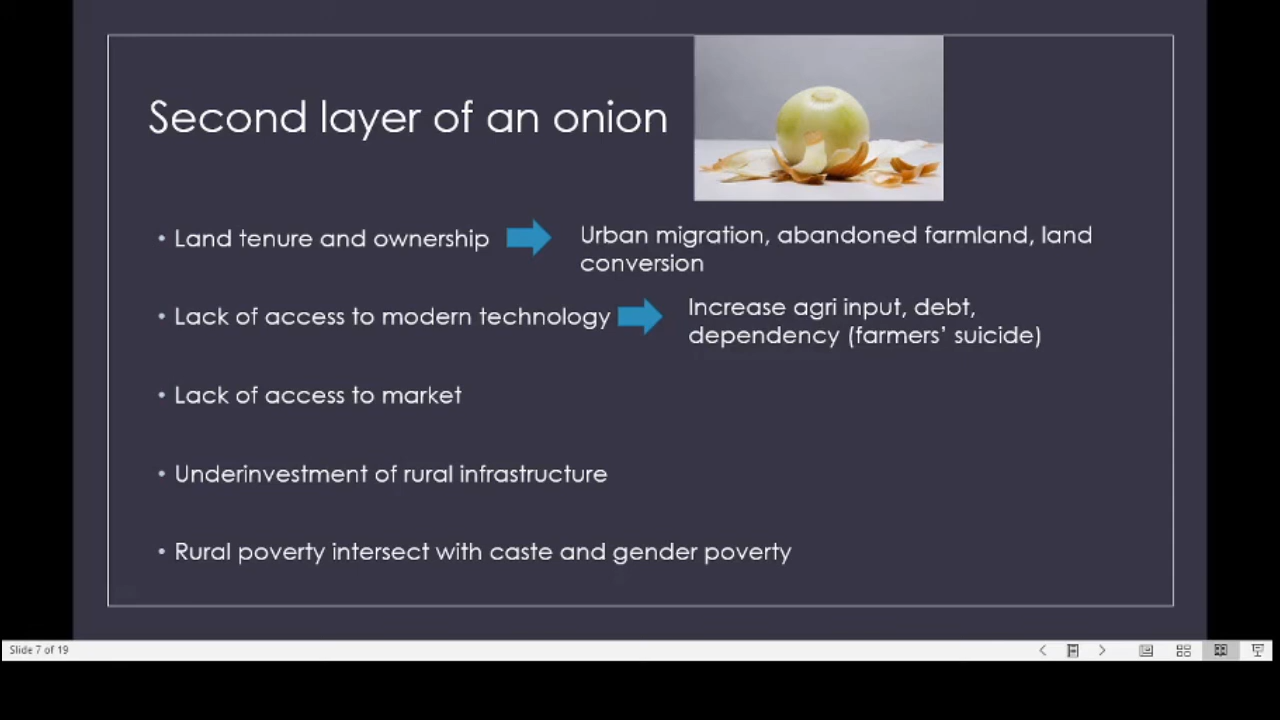 Second layer of an onion
• Land tenure and ownership
Urban migration, abandoned farmland, land
conversion
• Lack of access to modern technology
Increase agri input, debt,
dependency (farmers’ suicide)
• Lack of access to market
• Underinvestment of rural infrastructure
• Rural poverty intersect with caste and gender poverty
Slide 7 of 19